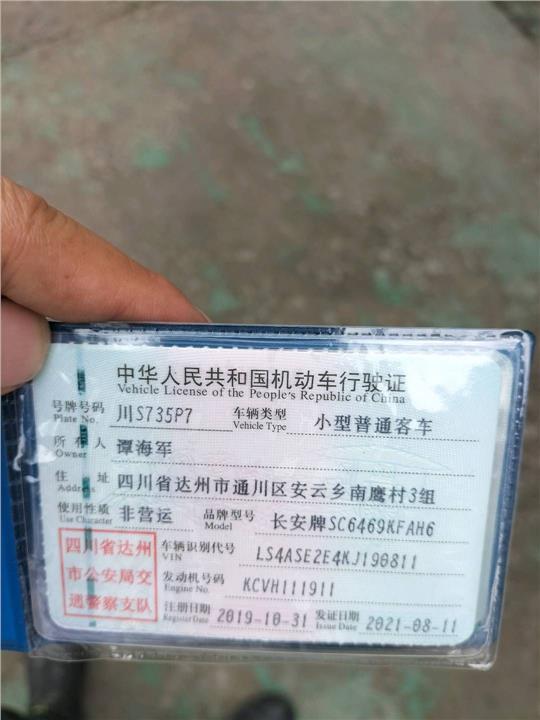 中华人民共和国机动车行驶证
Vehicle License of the People's Republic of China
号牌号码 川S735P7 车辆类型 小型普通客车
Plate No. Vehicle Type
所有人 谭海军
Owner
住址 四川省达州市通川区安云乡南鹰村3组
Address
使用性质 非营运 品牌型号 长安牌SC6469KFAH6
Use Character Model
四川省达州
市公安局交
通警察支队
车辆识别代号 LS4ASE2E4KJ190811
VIN
发动机号码 KCVH111911
Engine No.
注册日期 2019-10-31 发证日期 2021-08-11
Register Date Issue Date